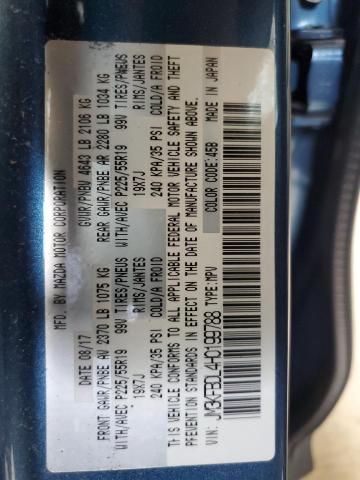 MFD. BY MAZDA MOTOR CORPORATION
DATE: 08/17 GVWR/PNBV 4643 LB 2106 KG
FRONT GAWR/PNBE AV 2370 LB 1075 KG REAR GAWR/PNBE AR 2280 LB 1034 KG
WITH/AVEC P225/55R19 99V TIRES/PNEUS WITH/AVEC P225/55R19 99V TIRES/PNEUS
19X7J RIMS/JANTES 19X7J RIMS/JANTES
240 KPA/35 PSI COLD/A FROID 240 KPA/35 PSI COLD/A FROID
THIS VEHICLE CONFORMS TO ALL APPLICABLE FEDERAL MOTOR VEHICLE SAFETY AND THEFT
PREVENTION STANDARDS IN EFFECT ON THE DATE OF MANUFACTURE SHOWN ABOVE.
VIN: JM3KFBDL4H0199788 TYPE:MPV COLOR CODE:45B MADE IN JAPAN